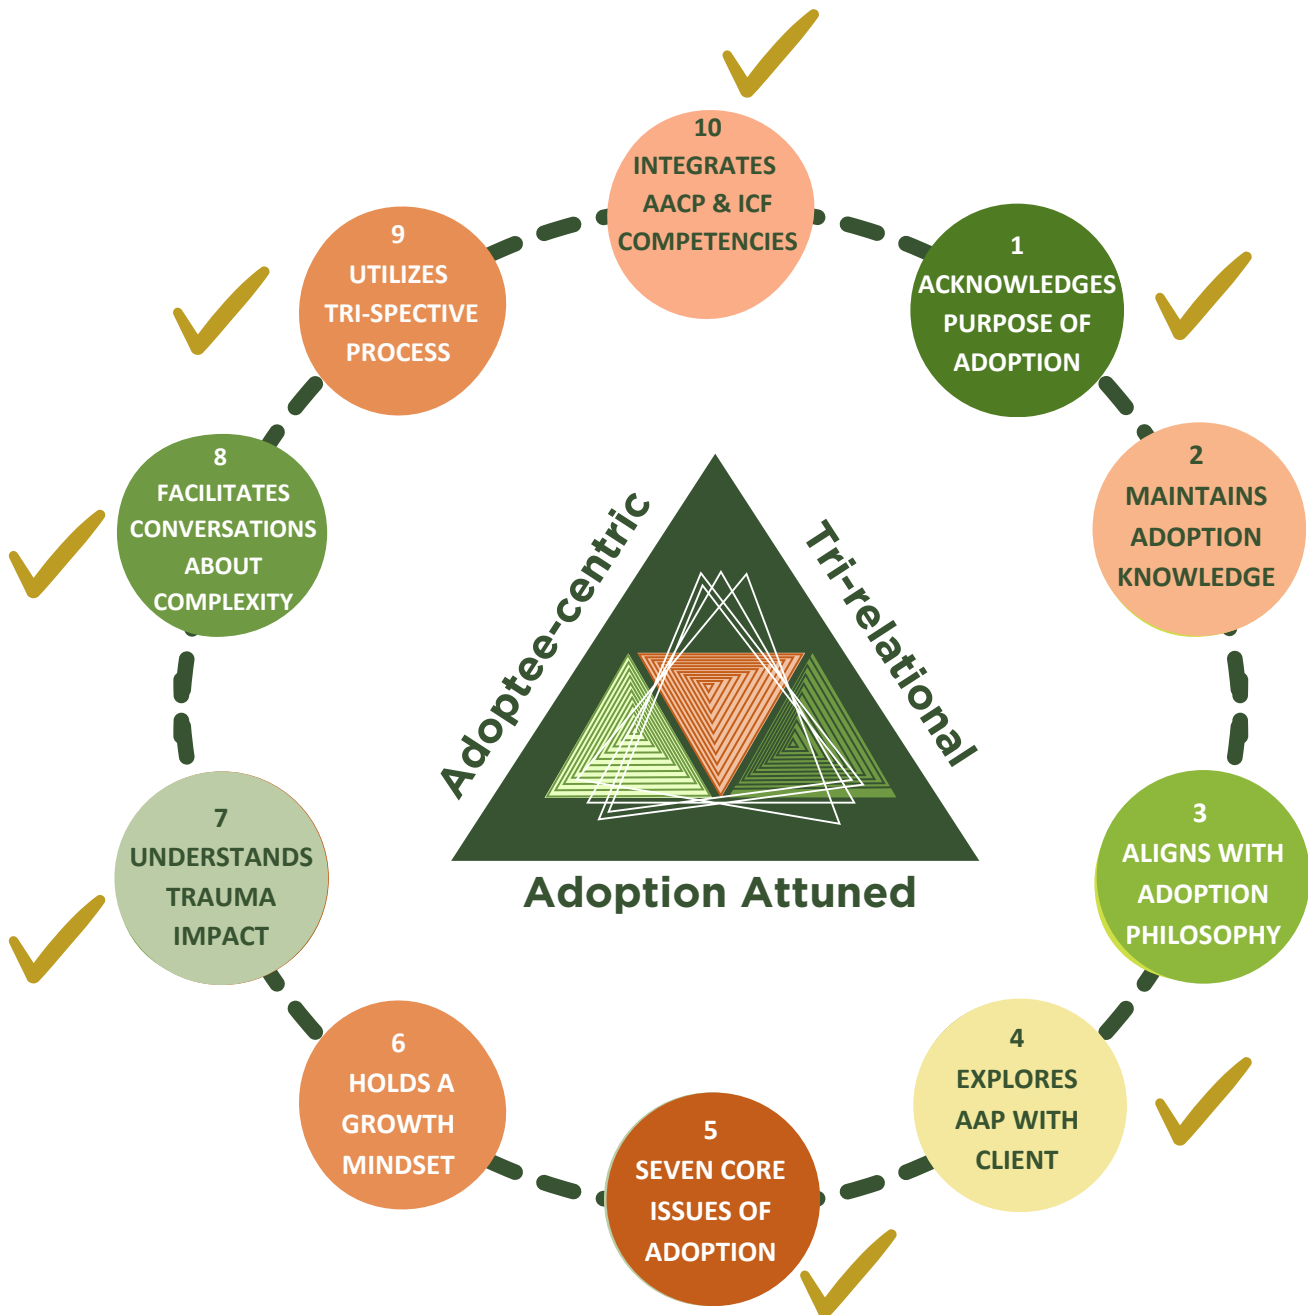 10
INTEGRATES
AACP & ICF
COMPETENCIES
1
ACKNOWLEDGES
PURPOSE OF
ADOPTION
2
MAINTAINS
ADOPTION
KNOWLEDGE
3
ALIGNS WITH
ADOPTION
PHILOSOPHY
4
EXPLORES
AAP WITH
CLIENT
5
SEVEN CORE
ISSUES OF
ADOPTION
6
HOLDS A
GROWTH
MINDSET
7
UNDERSTANDS
TRAUMA
IMPACT
8
FACILITATES
CONVERSATIONS
ABOUT
COMPLEXITY
9
UTILIZES
TRI-SPECTIVE
PROCESS
Adoptee-centric
Tri-relational
Adoption Attuned